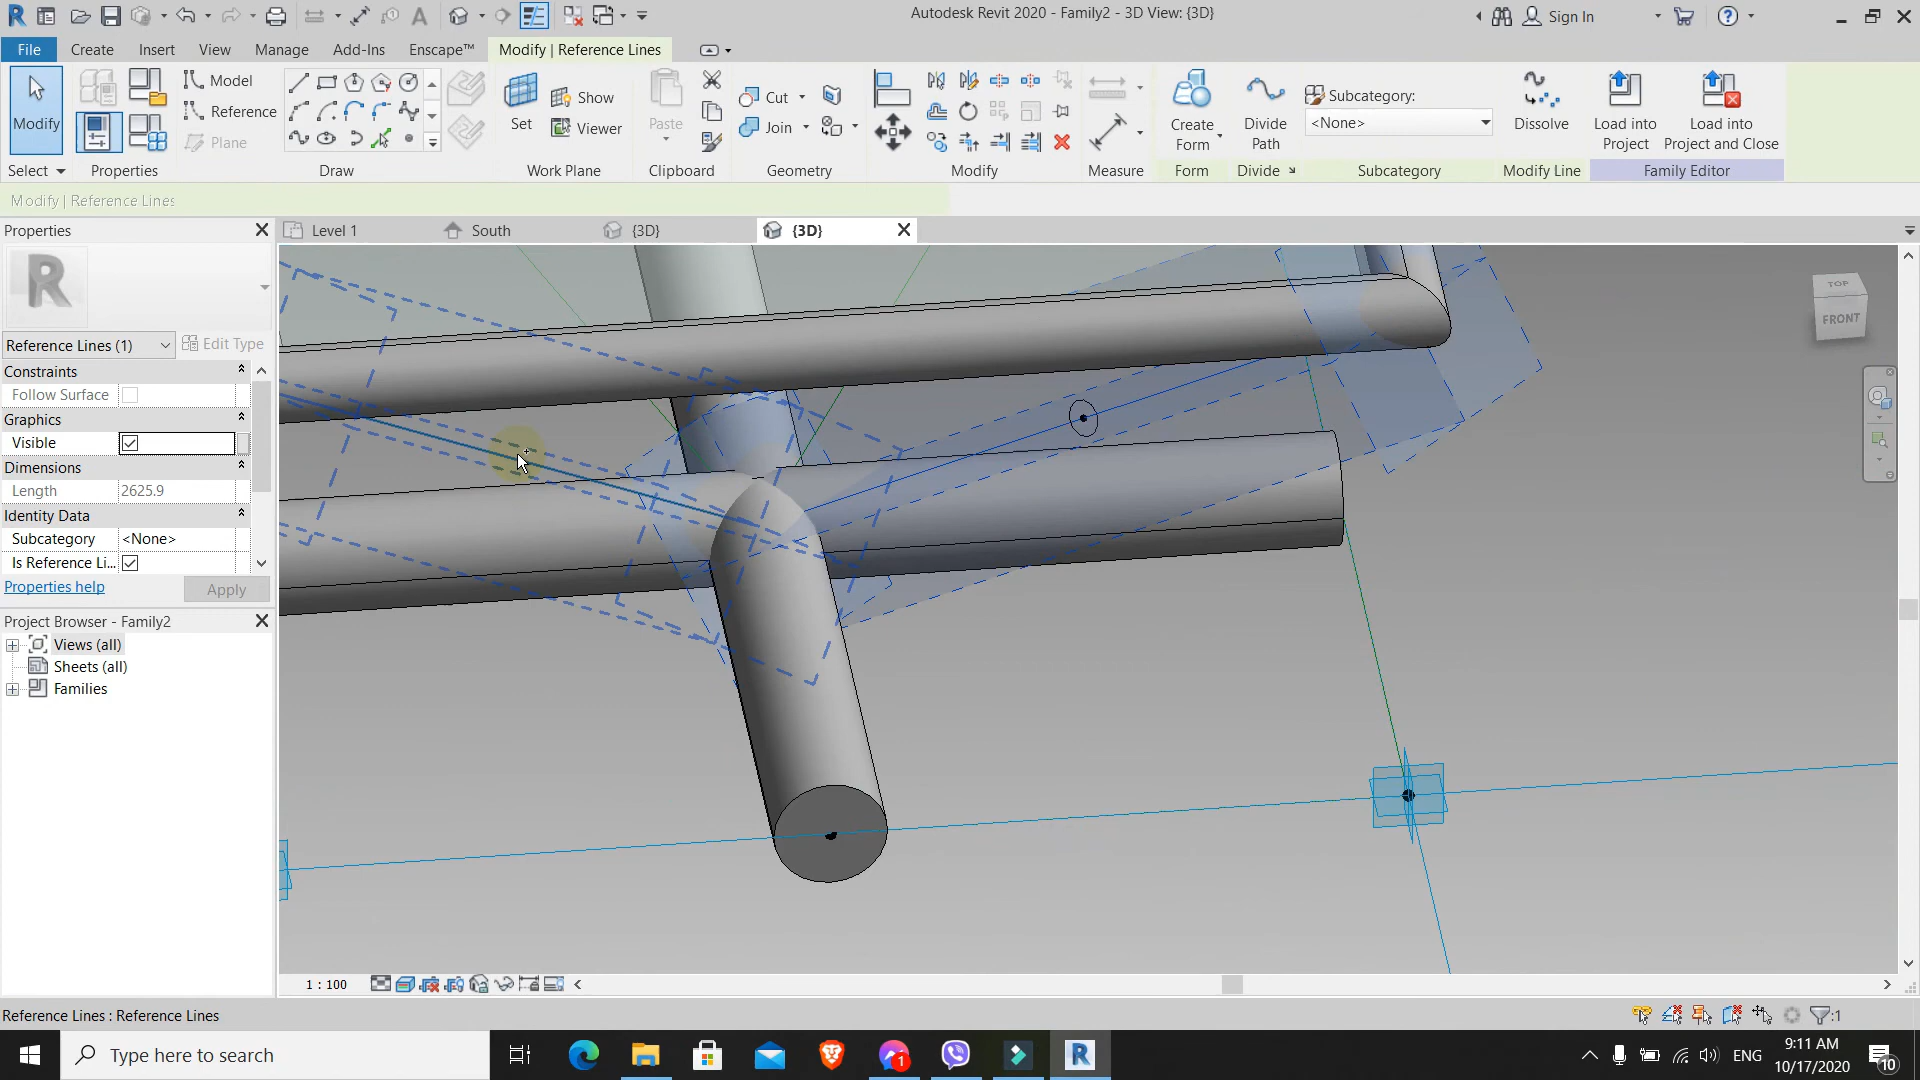 Autodesk Revit 2020 - Family2 - 3D View: {3D}
Sign In
File
Create
Insert
View
Manage
Add-Ins
Enscape™
Modify | Reference Lines
Modify
Model
Reference
Plane
Set
Show
Viewer
Paste
Cut
Join
Create
Form
Divide
Path
Subcategory:
<None>
Dissolve
Load into
Project
Load into
Project and Close
Select
Properties
Draw
Work Plane
Clipboard
Geometry
Modify
Measure
Form
Divide
Subcategory
Modify Line
Family Editor
Modify | Reference Lines
Properties
Level 1
South
{3D}
{3D}
R
Reference Lines (1)
Edit Type
Constraints
Follow Surface
Graphics
Visible
Dimensions
Length
2625.9
Identity Data
Subcategory
<None>
Is Reference Li...
Properties help
Apply
Project Browser - Family2
Views (all)
Sheets (all)
Families
TOP
FRONT
1 : 100
Reference Lines : Reference Lines
:1
Type here to search
1
R
ENG
9:11 AM
10/17/2020
10